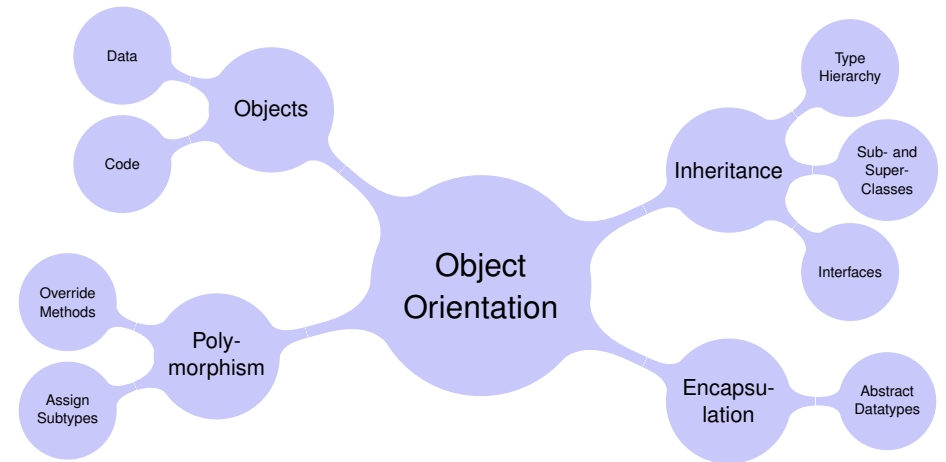 Data
Objects
Code
Type
Hierarchy
Inheritance
Sub- and
Super-
Classes
Interfaces
Object
Orientation
Override
Methods
Poly-
morphism
Assign
Subtypes
Encapsu-
lation
Abstract
Datatypes